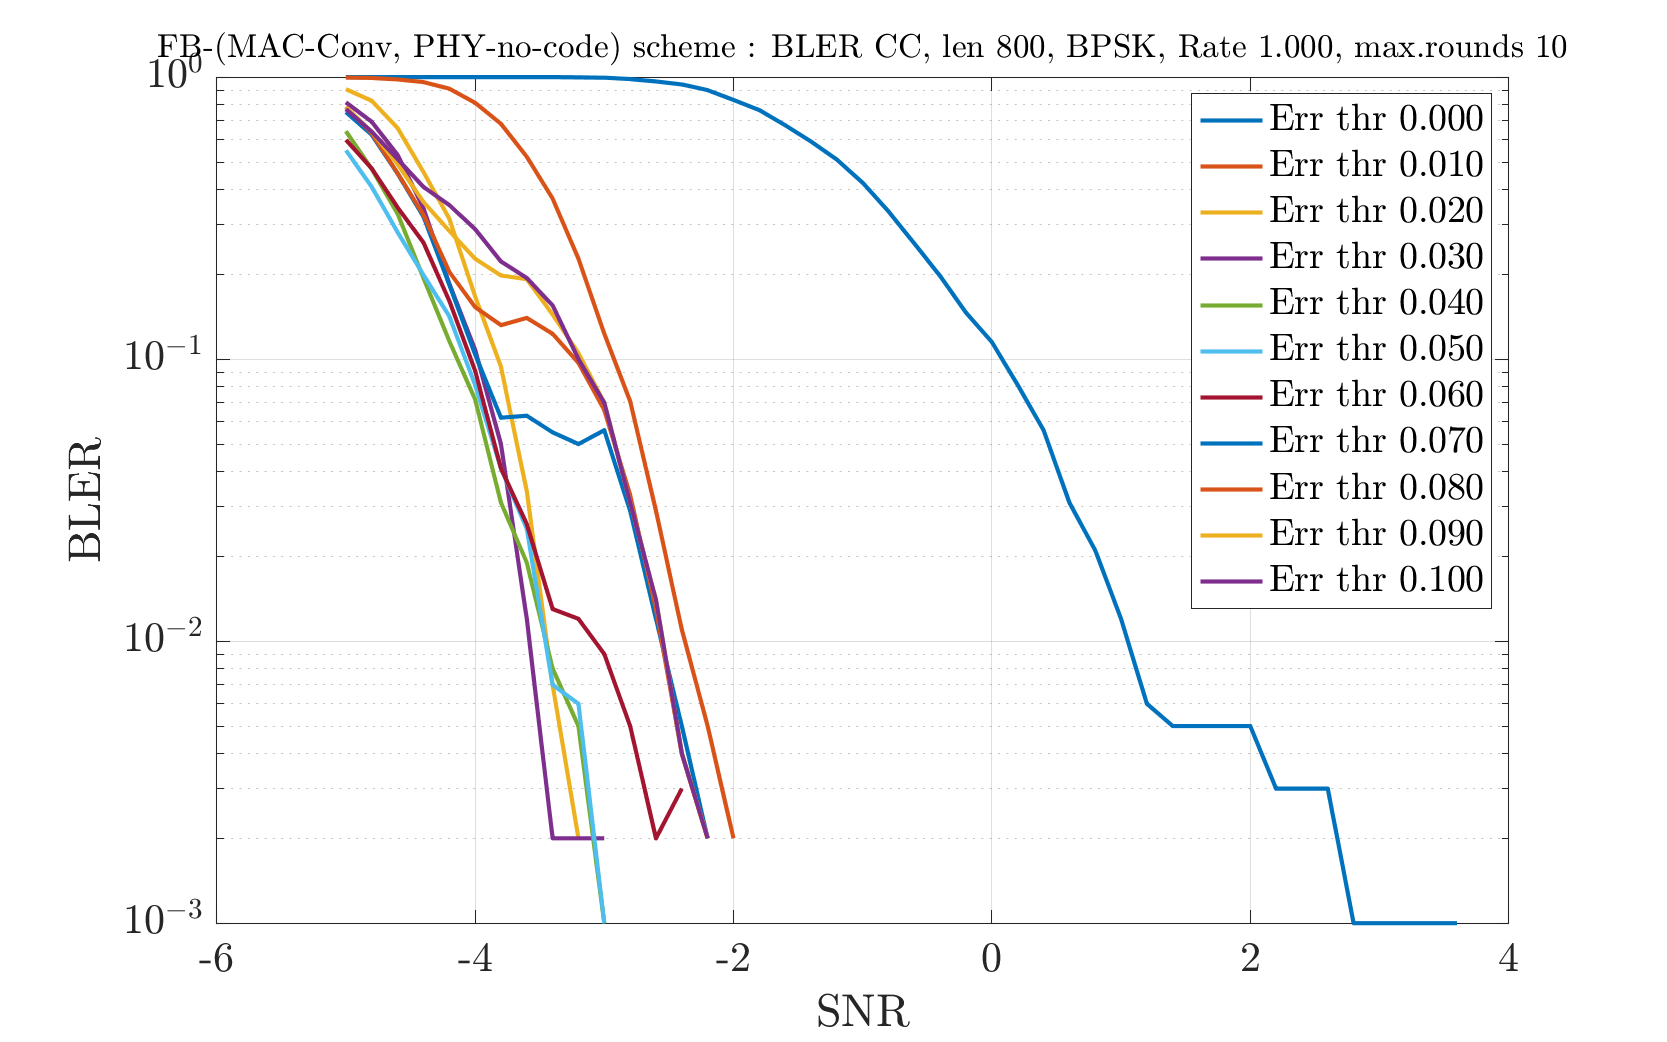 FB-(MAC-Conv, PHY-no-code) scheme : BLER CC, len 800, BPSK, Rate 1.000, max.rounds 10
10^0
10^-1
10^-2
10^-3
BLER
-6 -4 -2 0 2 4
SNR
Err thr 0.000
Err thr 0.010
Err thr 0.020
Err thr 0.030
Err thr 0.040
Err thr 0.050
Err thr 0.060
Err thr 0.070
Err thr 0.080
Err thr 0.090
Err thr 0.100